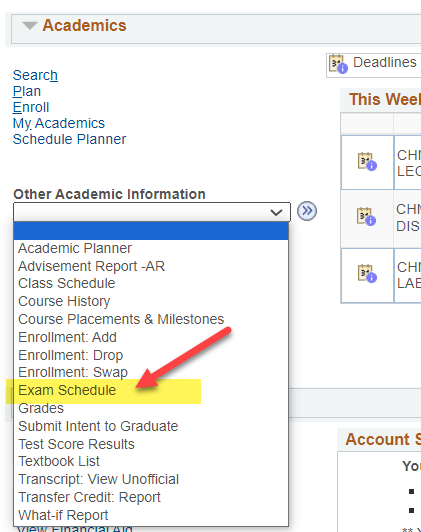 Academics
Search
Plan
Enroll
My Academics
Schedule Planner
Other Academic Information
Academic Planner
Advisement Report -AR
Class Schedule
Course History
Course Placements & Milestones
Enrollment: Add
Enrollment: Drop
Enrollment: Swap
Exam Schedule
Grades
Submit Intent to Graduate
Test Score Results
Textbook List
Transcript: View Unofficial
Transfer Credit: Report
What-if Report
View Financial Aid
Deadlines
This Week
CHM
LEC
CHM
DIS
CHM
LAB
Account S
You
**